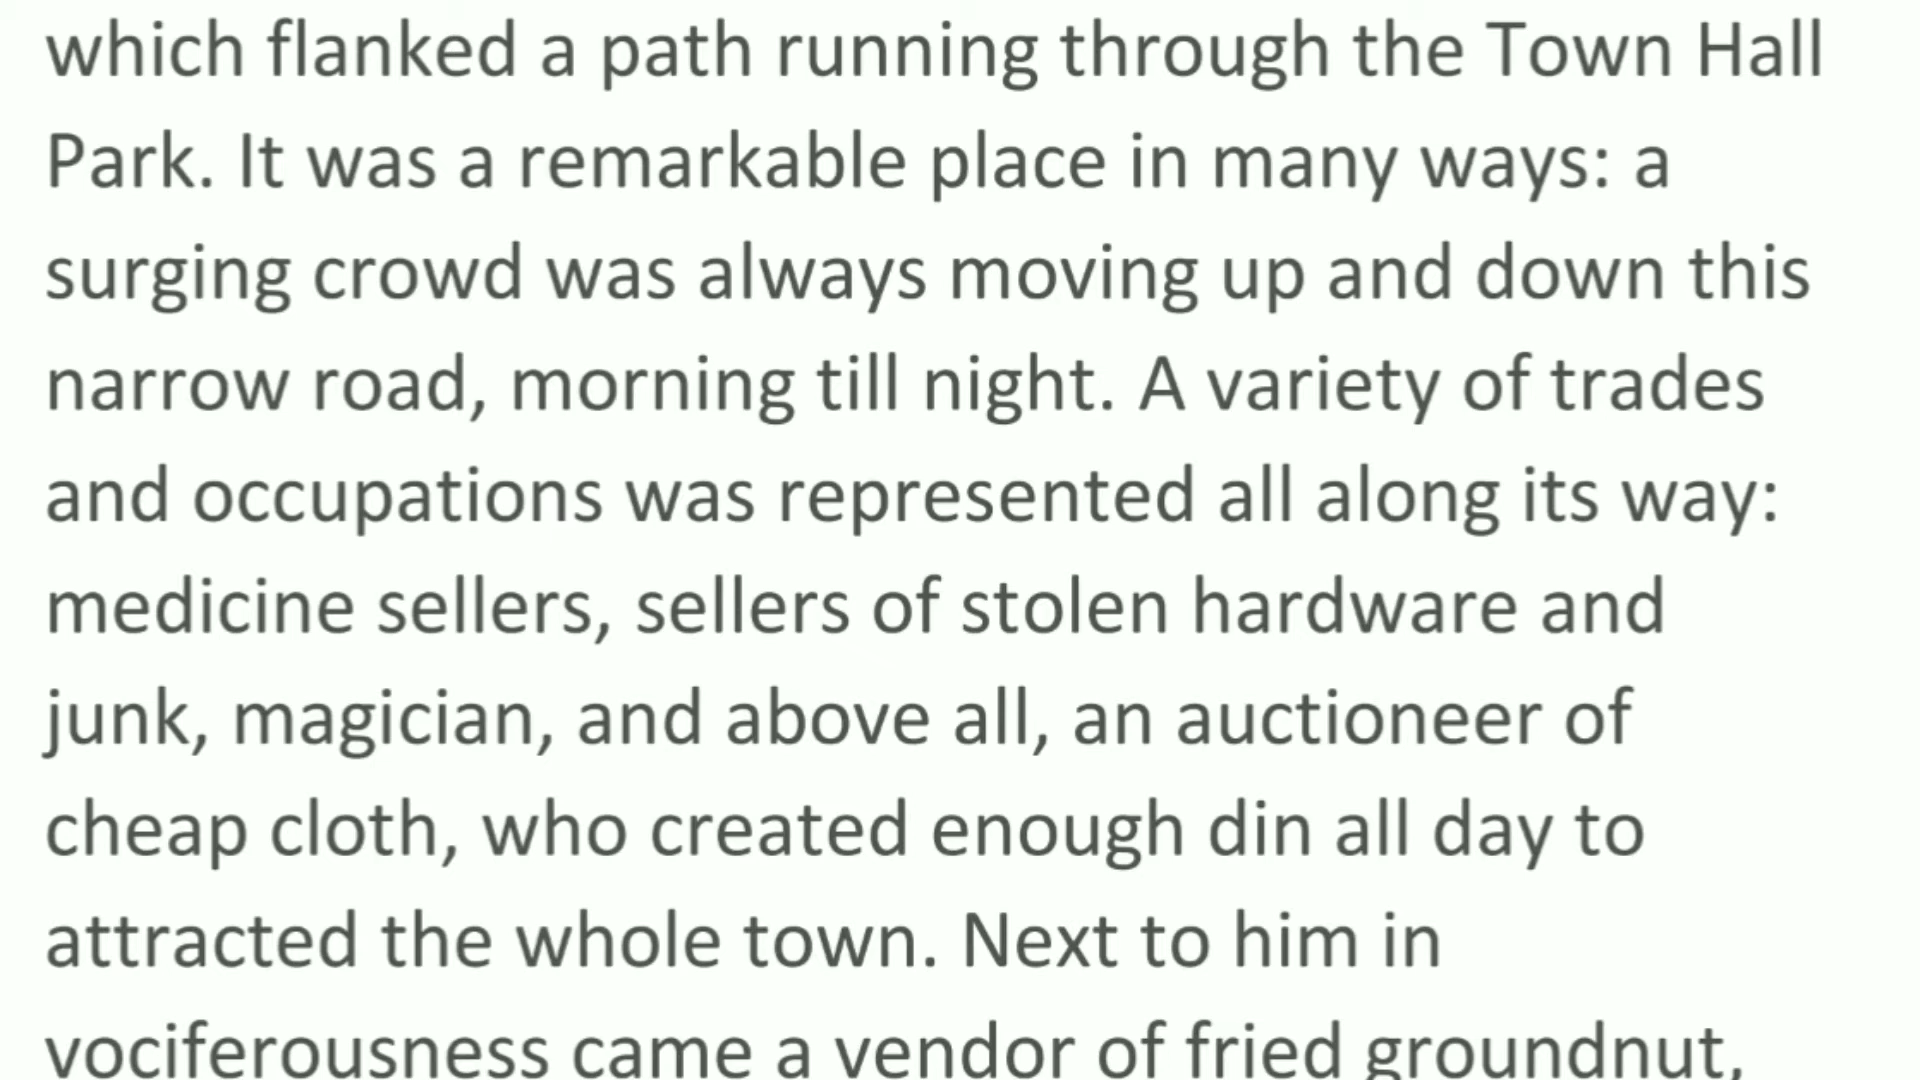 which flanked a path running through the Town Hall
Park. It was a remarkable place in many ways: a
surging crowd was always moving up and down this
narrow road, morning till night. A variety of trades
and occupations was represented all along its way:
medicine sellers, sellers of stolen hardware and
junk, magician, and above all, an auctioneer of
cheap cloth, who created enough din all day to
attracted the whole town. Next to him in
vociferousness came a vendor of fried groundnut,